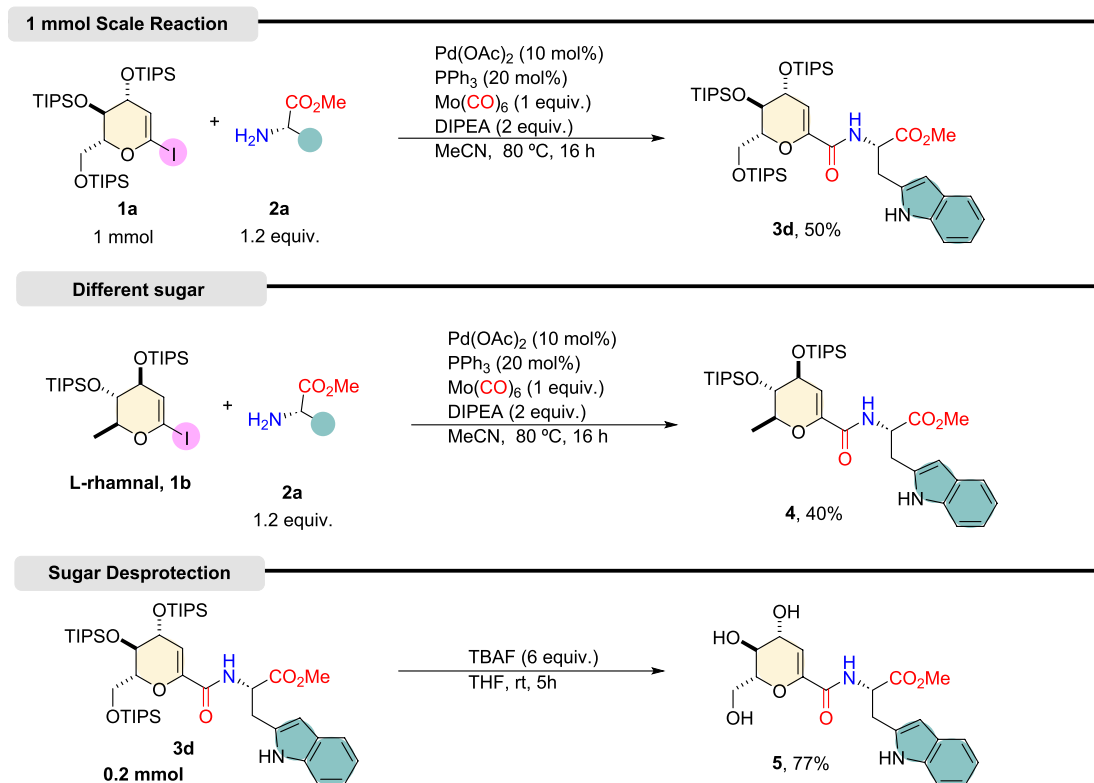 1 mmol Scale Reaction
OTIPS
TIPSO
O
I
OTIPS
1a
1 mmol
+
CO2Me
H2N
2a
1.2 equiv.
Pd(OAc)2 (10 mol%)
PPh3 (20 mol%)
Mo(CO)6 (1 equiv.)
DIPEA (2 equiv.)
MeCN, 80 ºC, 16 h
OTIPS
TIPSO
O
OTIPS
O
H
N
CO2Me
HN
3d, 50%
Different sugar
OTIPS
TIPSO
O
I
L-rhamnal, 1b
+
CO2Me
H2N
2a
1.2 equiv.
Pd(OAc)2 (10 mol%)
PPh3 (20 mol%)
Mo(CO)6 (1 equiv.)
DIPEA (2 equiv.)
MeCN, 80 ºC, 16 h
OTIPS
TIPSO
O
O
H
N
CO2Me
HN
4, 40%
Sugar Desprotection
OTIPS
TIPSO
O
OTIPS
O
H
N
CO2Me
HN
3d
0.2 mmol
TBAF (6 equiv.)
THF, rt, 5h
OH
HO
O
OH
O
H
N
CO2Me
HN
5, 77%